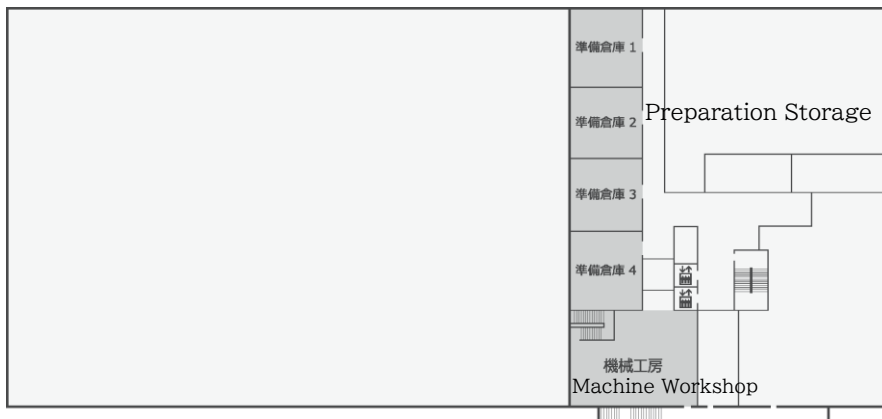 準備倉庫 1
準備倉庫 2
Preparation Storage
準備倉庫 3
準備倉庫 4
機械工房
Machine Workshop